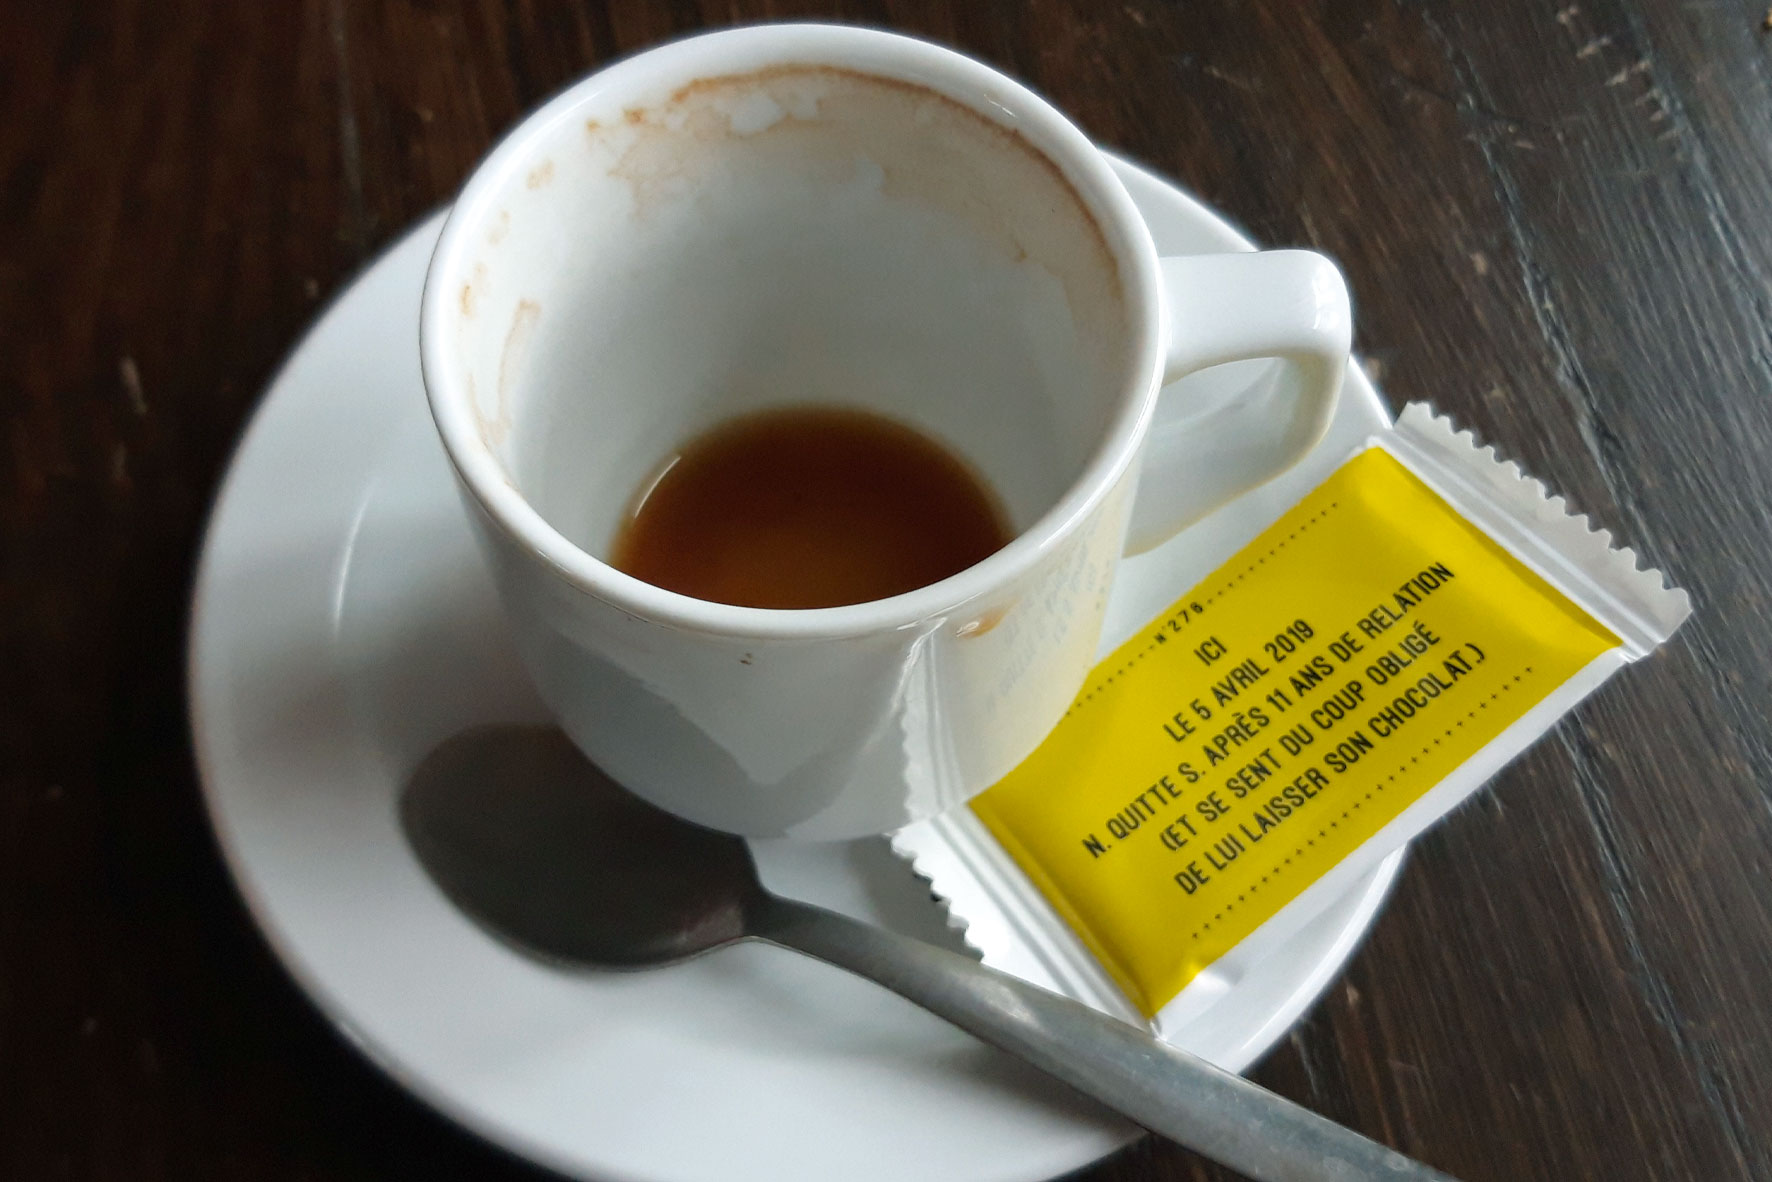 N°276
ICI
LE 5 AVRIL 2019
N. QUITTE S. APRÈS 11 ANS DE RELATION
(ET SE SENT DU COUP OBLIGÉ
DE LUI LAISSER SON CHOCOLAT.)